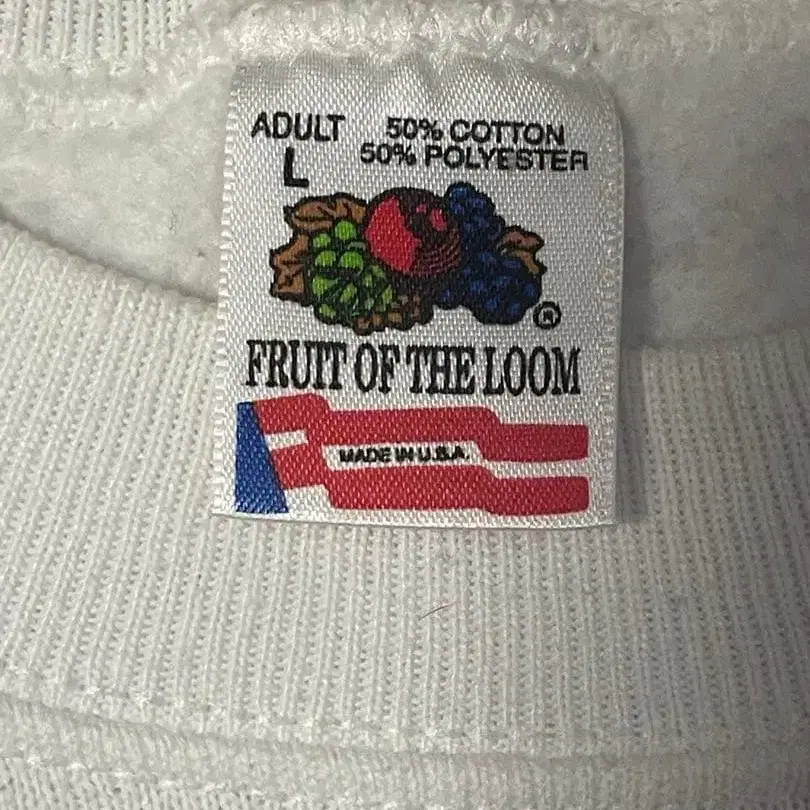 ADULT 50% COTTON
L 50% POLYESTER
®
FRUIT OF THE LOOM
MADE IN U.S.A.